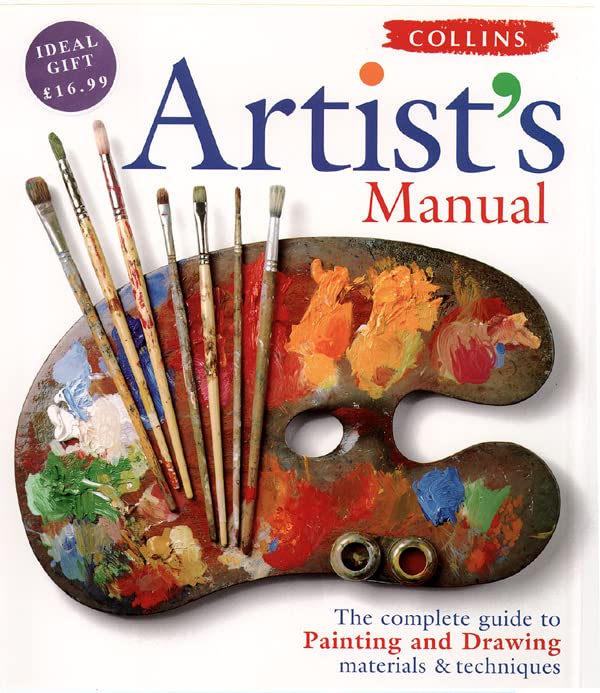 IDEAL
GIFT
£16.99
COLLINS
Artist's
Manual
The complete guide to
Painting and Drawing
materials & techniques